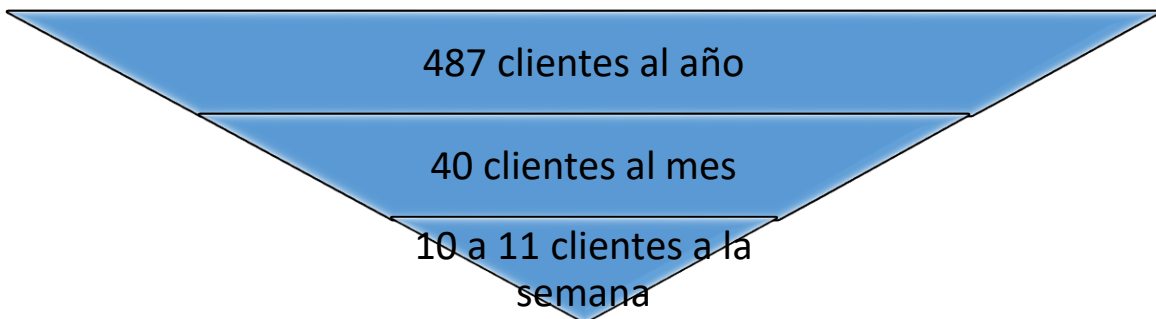 487 clientes al año
40 clientes al mes
10 a 11 clientes a la
semana